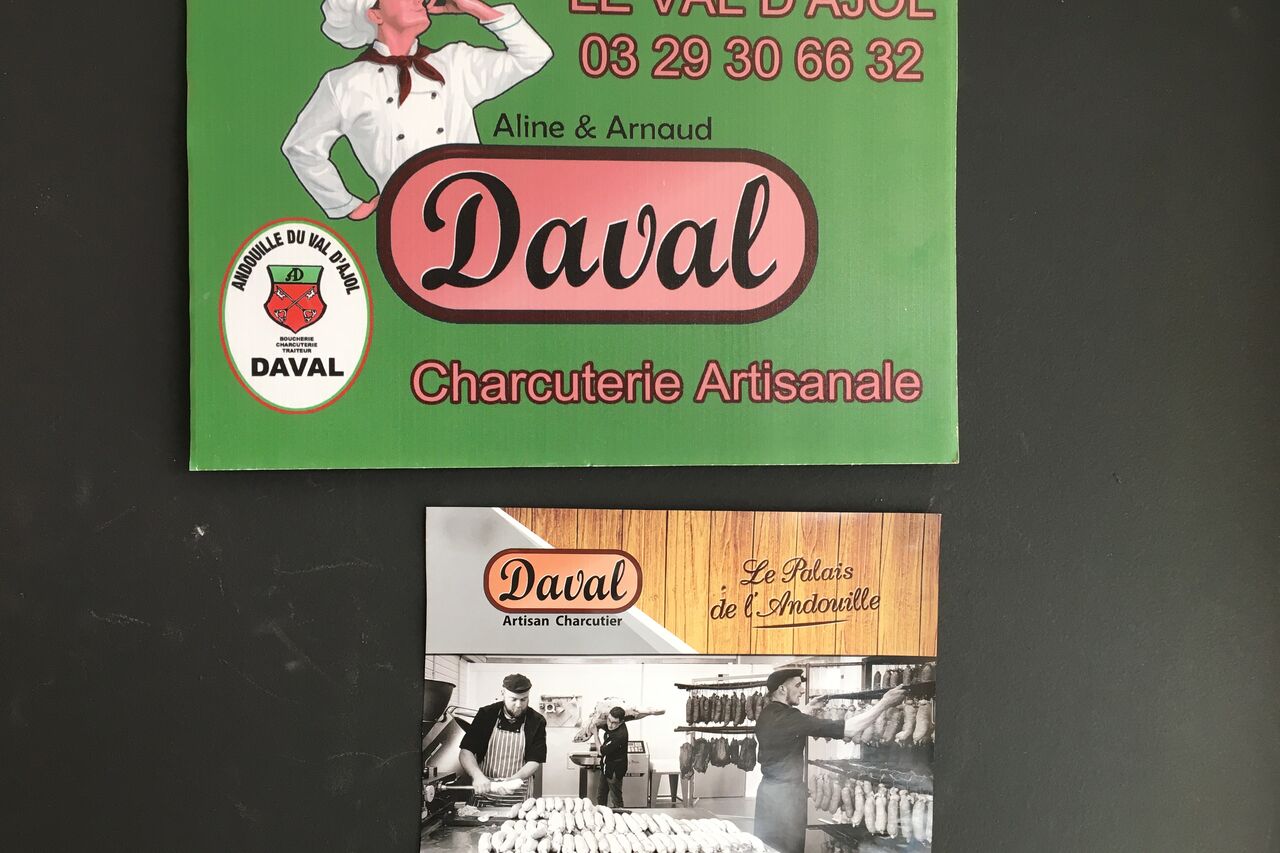 LE VAL D'AJOL
03 29 30 66 32
Aline & Arnaud
Daval
ANDOUILLE DU VAL D'AJOL
AD
BOUCHERIE
CHARCUTERIE
TRAITEUR
DAVAL
Charcuterie Artisanale
Daval
Artisan Charcutier
Le Palais
de l'Andouille